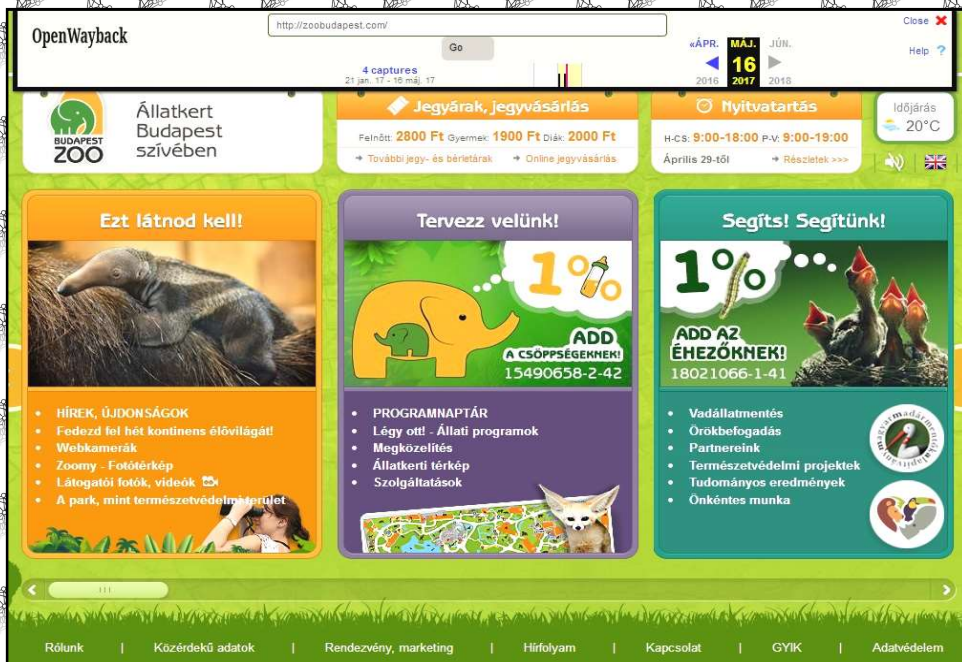 OpenWayback
http://zoobudapest.com/
Go
4 captures
21 jan. 17 - 16 máj. 17
«ÁPR. MÁJ. JÚN.
16
2016 2017 2018
Close
Help ?
BUDAPEST
ZOO
Állatkert
Budapest
szívében
Jegyárak, jegyvásárlás
Felnőtt: 2800 Ft Gyermek: 1900 Ft Diák: 2000 Ft
További jegy- és bérletárak Online jegyvásárlás
Nyitvatartás
H-CS: 9:00-18:00 P-V: 9:00-19:00
Április 29-től Részletek >>>
Időjárás
20°C
Ezt látnod kell!
HÍREK, ÚJDONSÁGOK
Fedezd fel hét kontinens élővilágát!
Webkamerák
Zoomy - Fotótérkép
Látogatói fotók, videók
A park, mint természetvédelmi terület
Tervezz velünk!
1%
ADD
A CSÖPPSÉGEKNEK!
15490658-2-42
PROGRAMNAPTÁR
Légy ott! - Állati programok
Megközelítés
Állatkerti térkép
Szolgáltatások
Segíts! Segítünk!
1%
ADD AZ
ÉHEZŐKNEK!
18021066-1-41
Vadállatmentés
Örökbefogadás
Partnereink
Természetvédelmi projektek
Tudományos eredmények
Önkéntes munka
magyar madármentők alapítvány
Rólunk | Közérdekű adatok | Rendezvény, marketing | Hírfolyam | Kapcsolat | GYIK | Adatvédelem